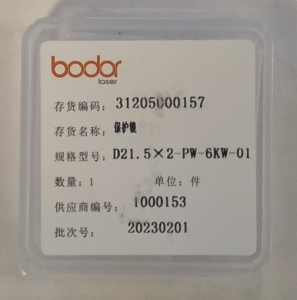 bodor
laser
存货编码：31205000157
存货名称：保护镜
规格型号：D21.5×2-PW-6KW-01
数量：1 单位：件
供应商编号：1000153
批次号：20230201